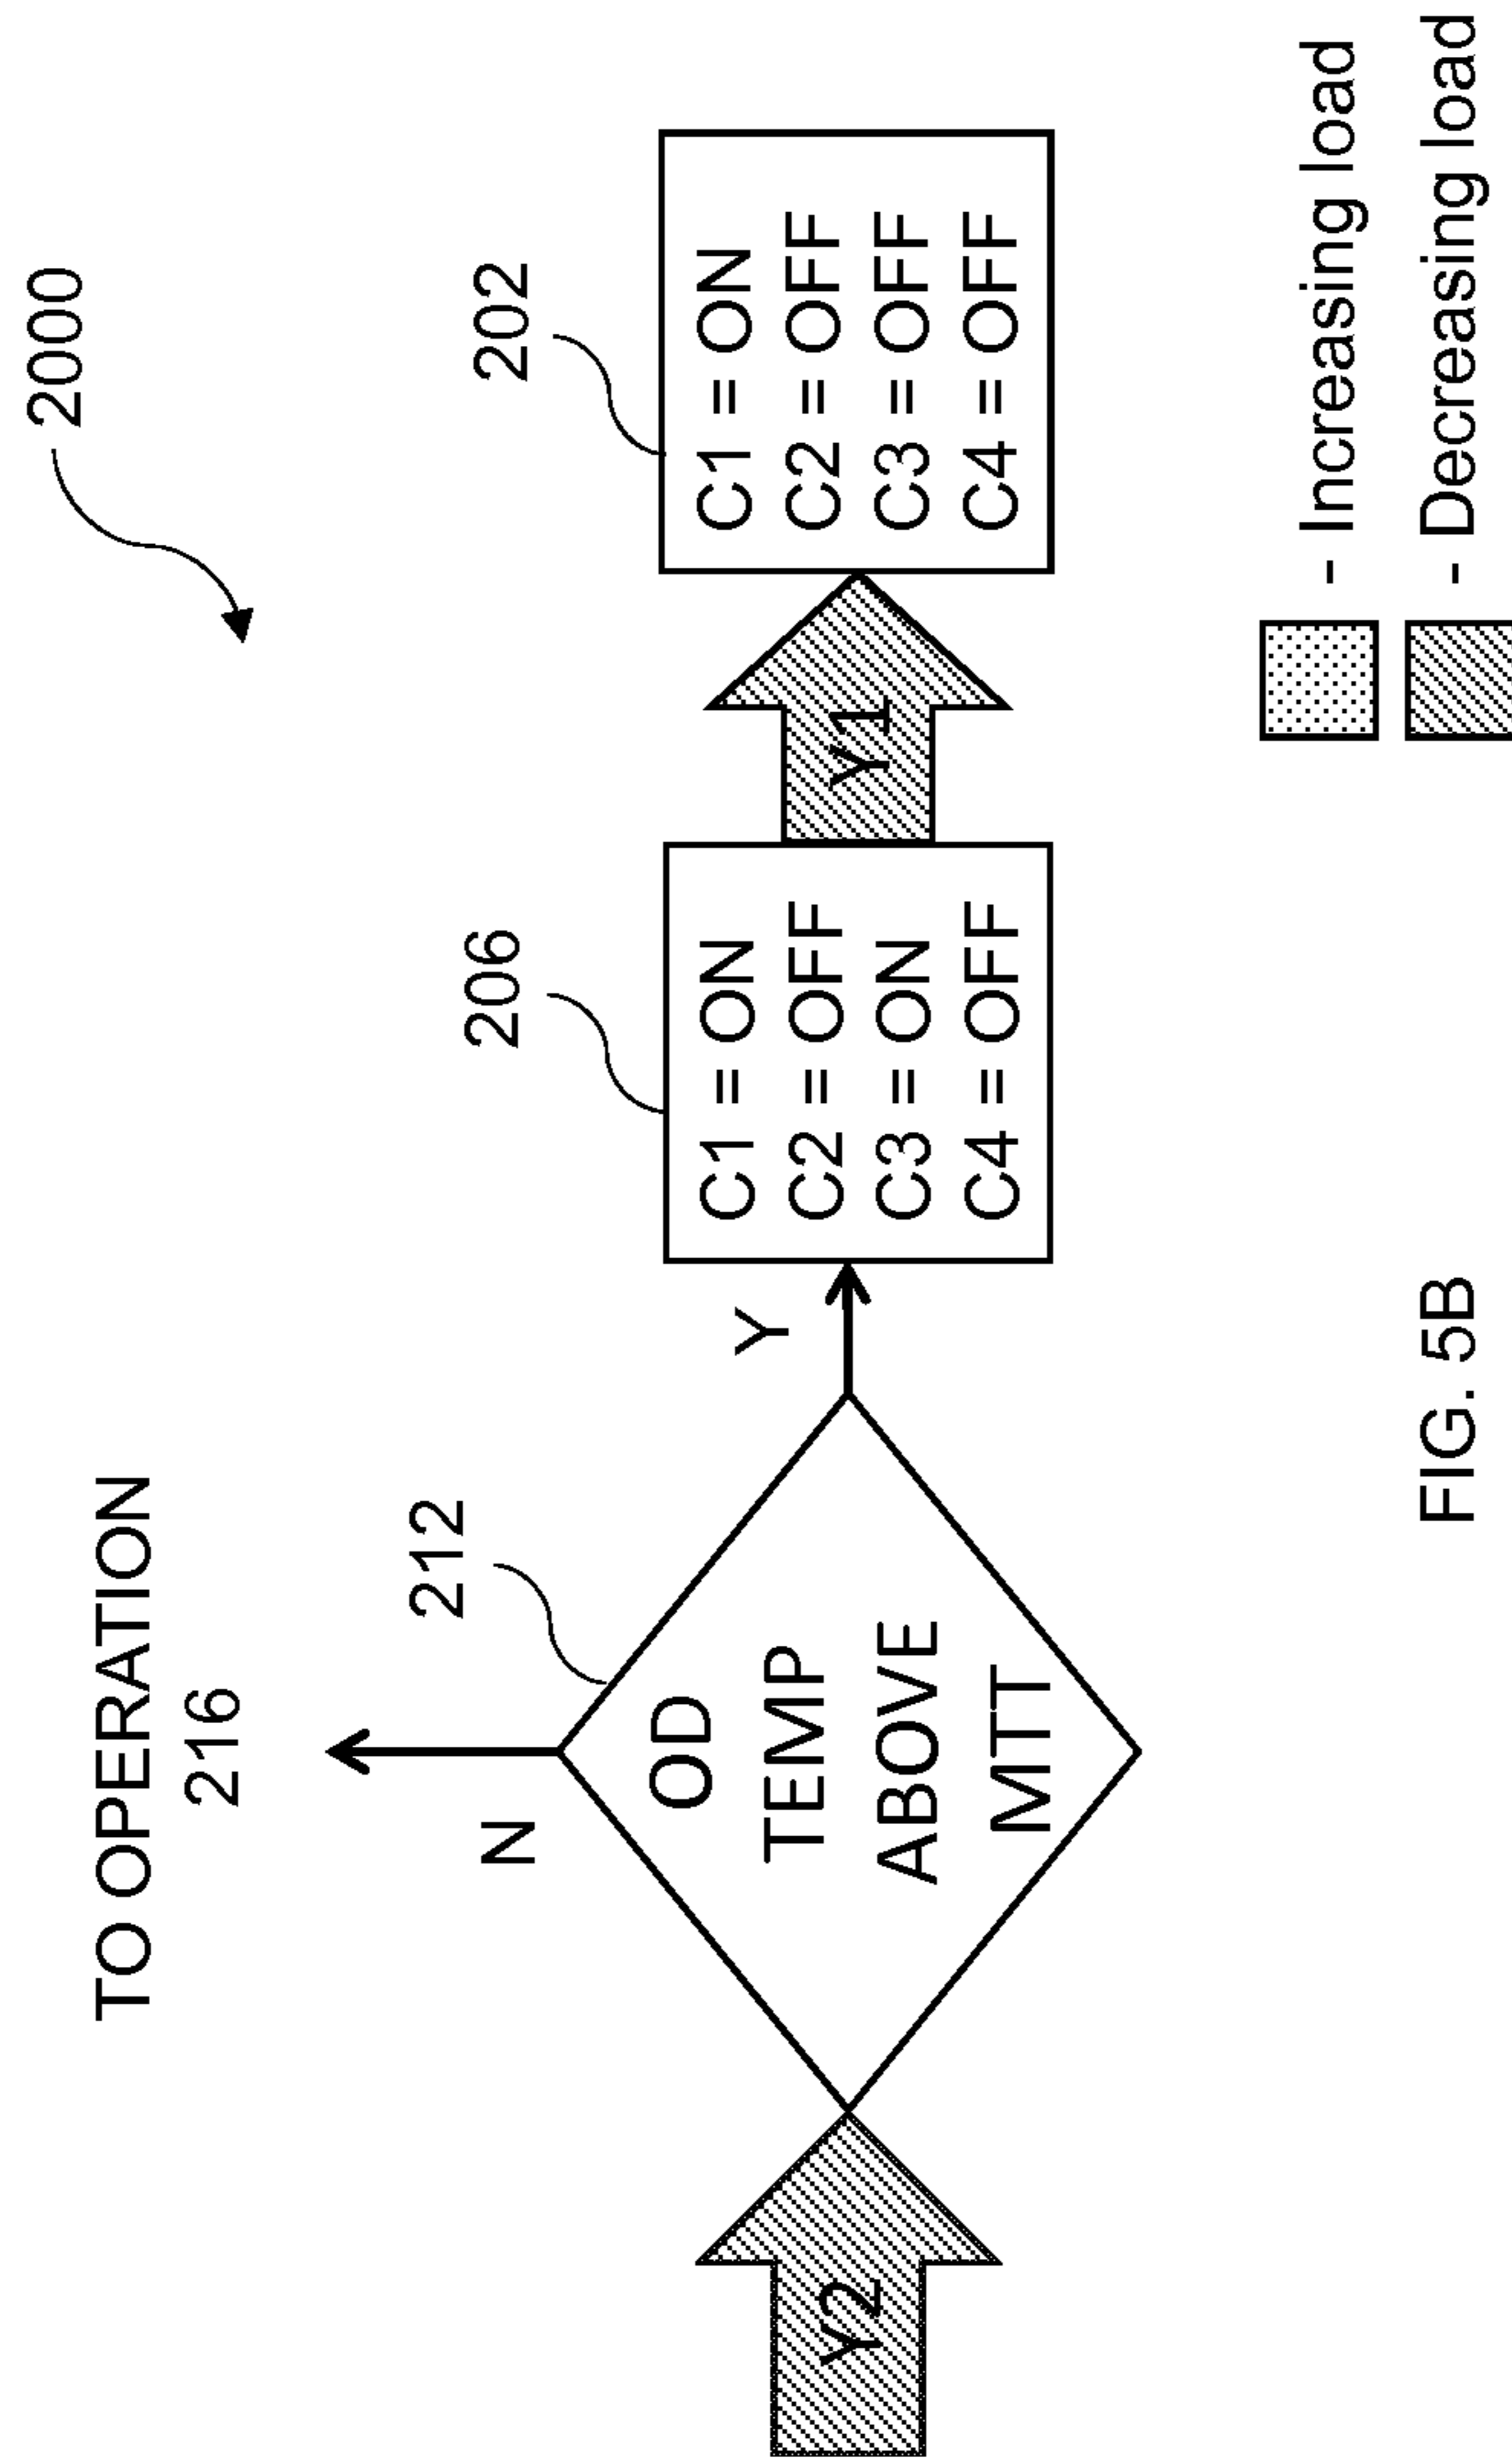 2000
TO OPERATION
216
N
212
OD
TEMP
ABOVE
MTT
Y2
Y
206
C1 = ON
C2 = OFF
C3 = ON
C4 = OFF
Y1
202
C1 = ON
C2 = OFF
C3 = OFF
C4 = OFF
- Increasing load
- Decreasing load
FIG. 5B